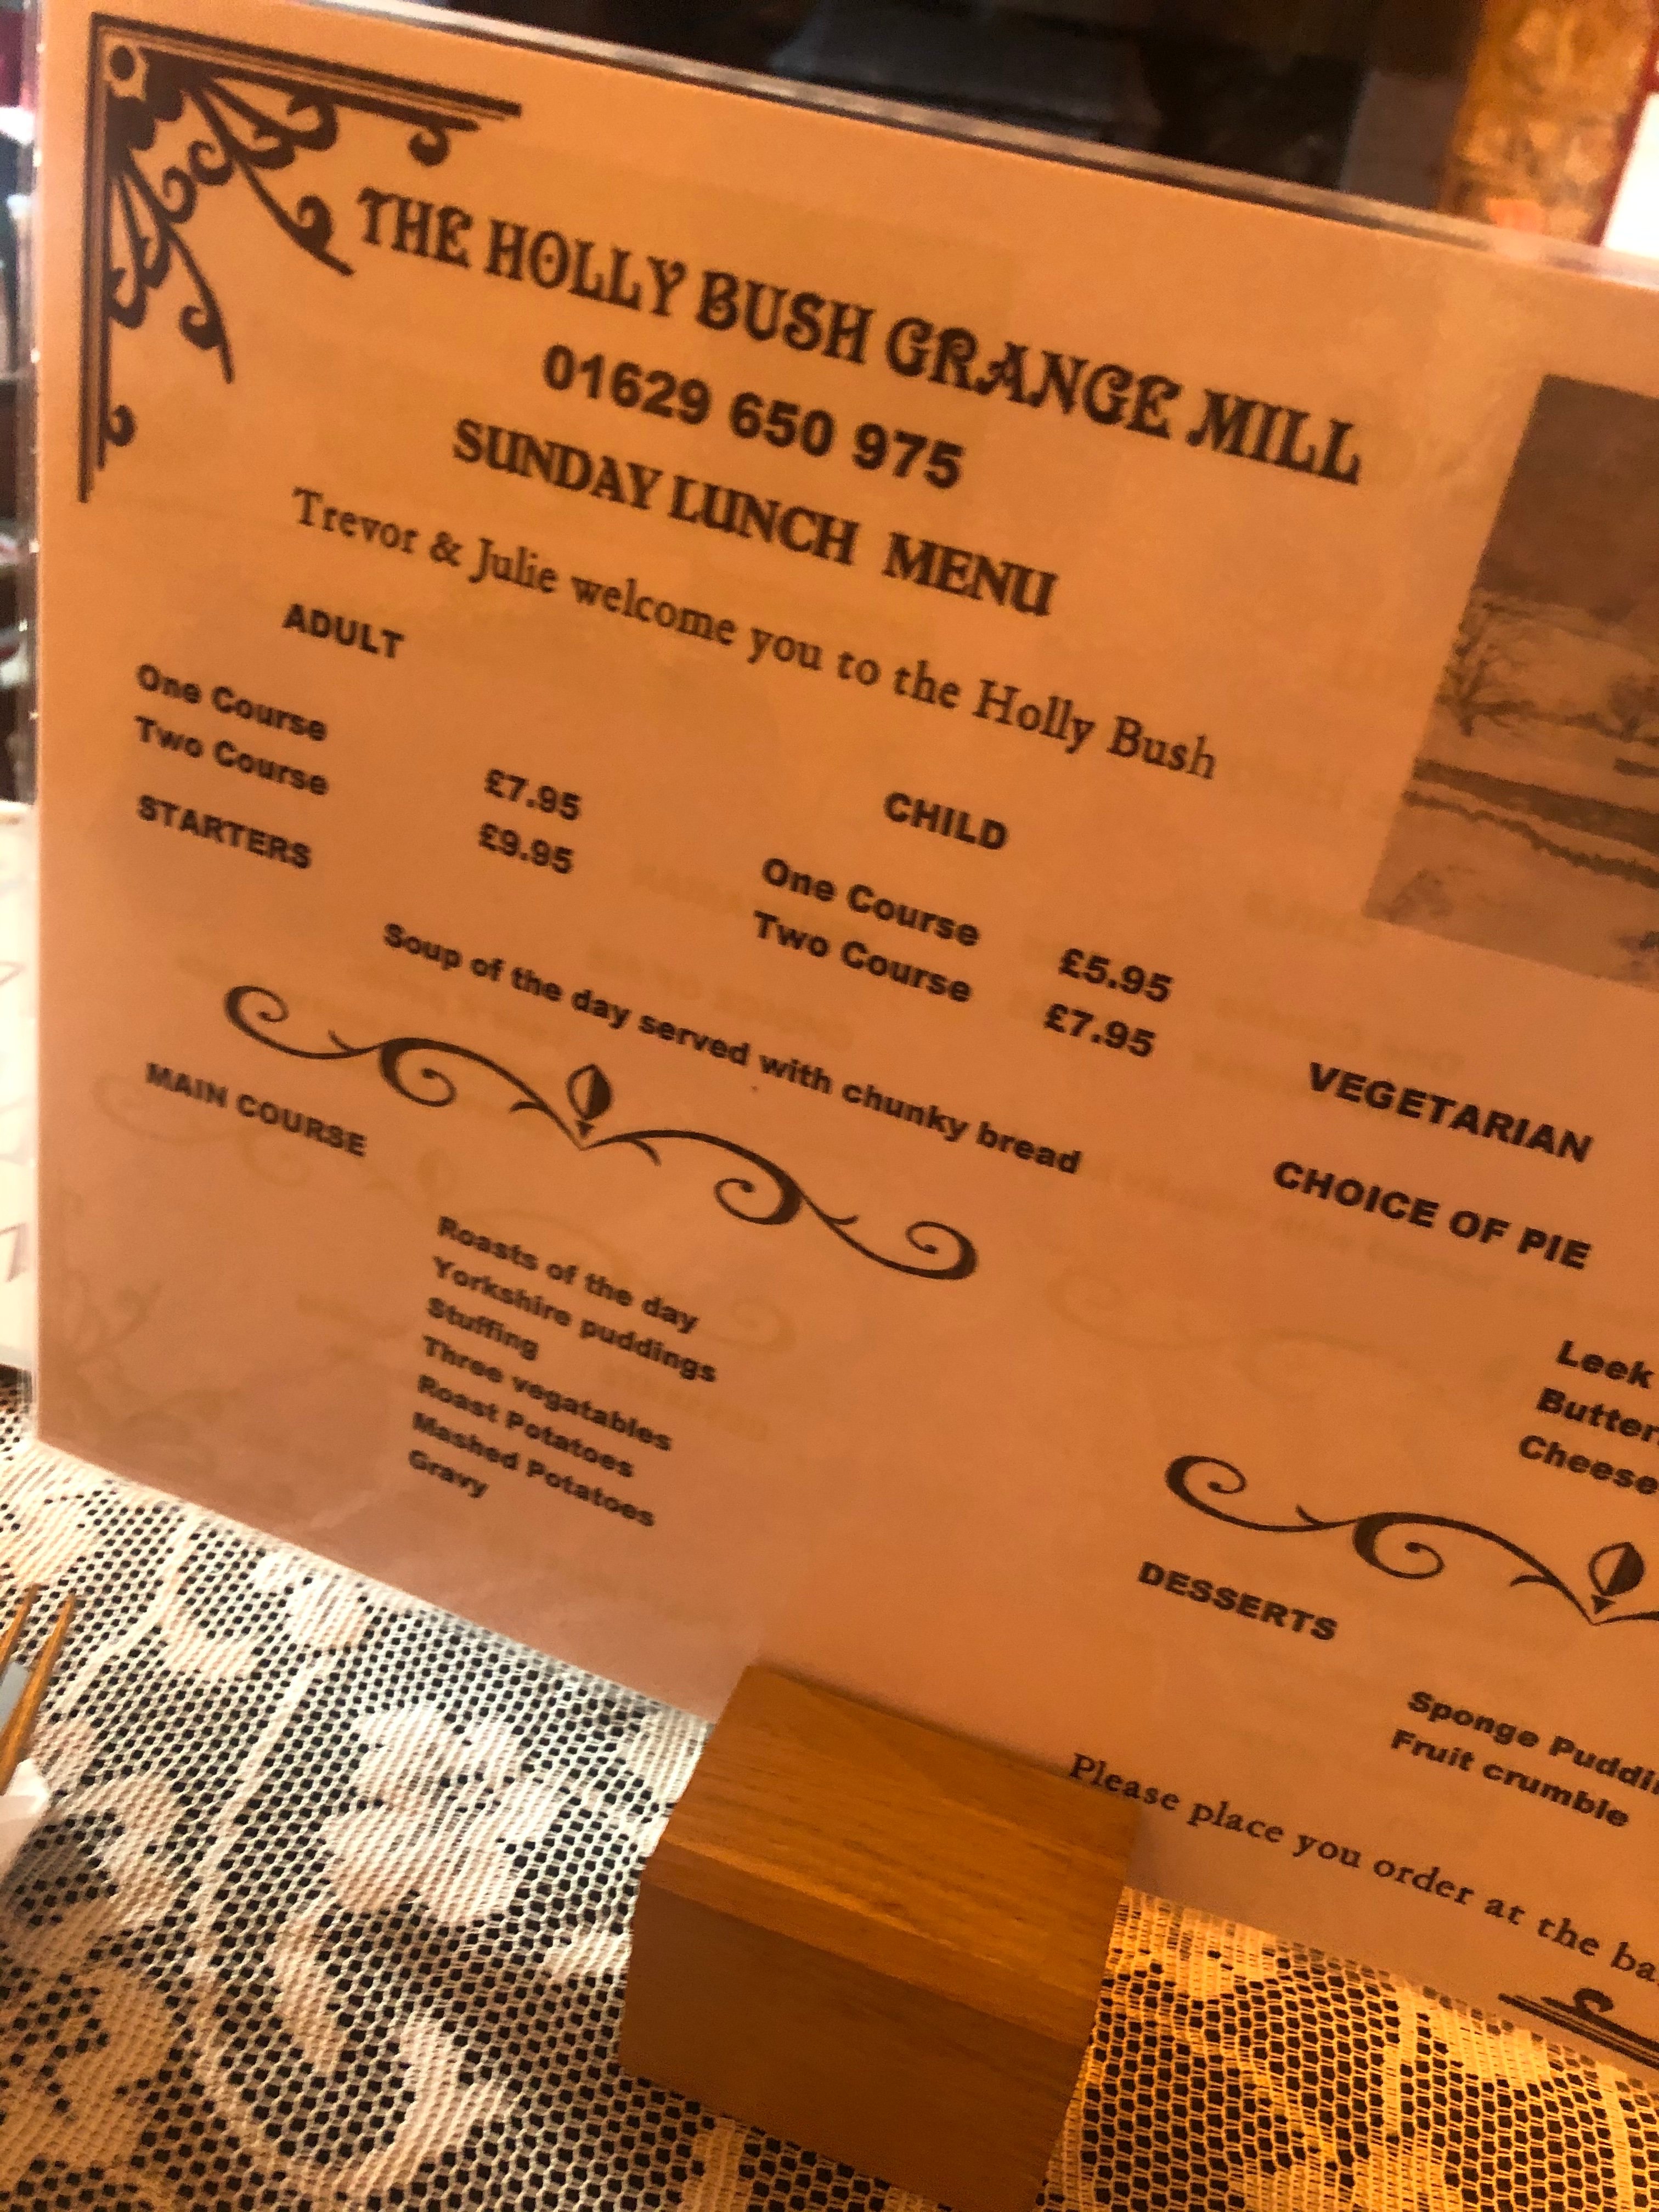 THE HOLLY BUSH GRANGE MILL
01629 650 975
SUNDAY LUNCH MENU
Trevor & Julie welcome you to the Holly Bush
ADULT
One Course £7.95
Two Course £9.95
CHILD
One Course £5.95
Two Course £7.95
STARTERS
Soup of the day served with chunky bread
MAIN COURSE
Roasts of the day
Yorkshire puddings
Stuffing
Three vegatables
Roast Potatoes
Mashed Potatoes
Gravy
VEGETARIAN
CHOICE OF PIE
Leek
Cheese
DESSERTS
Sponge
Fruit crumble
Please place you order at the